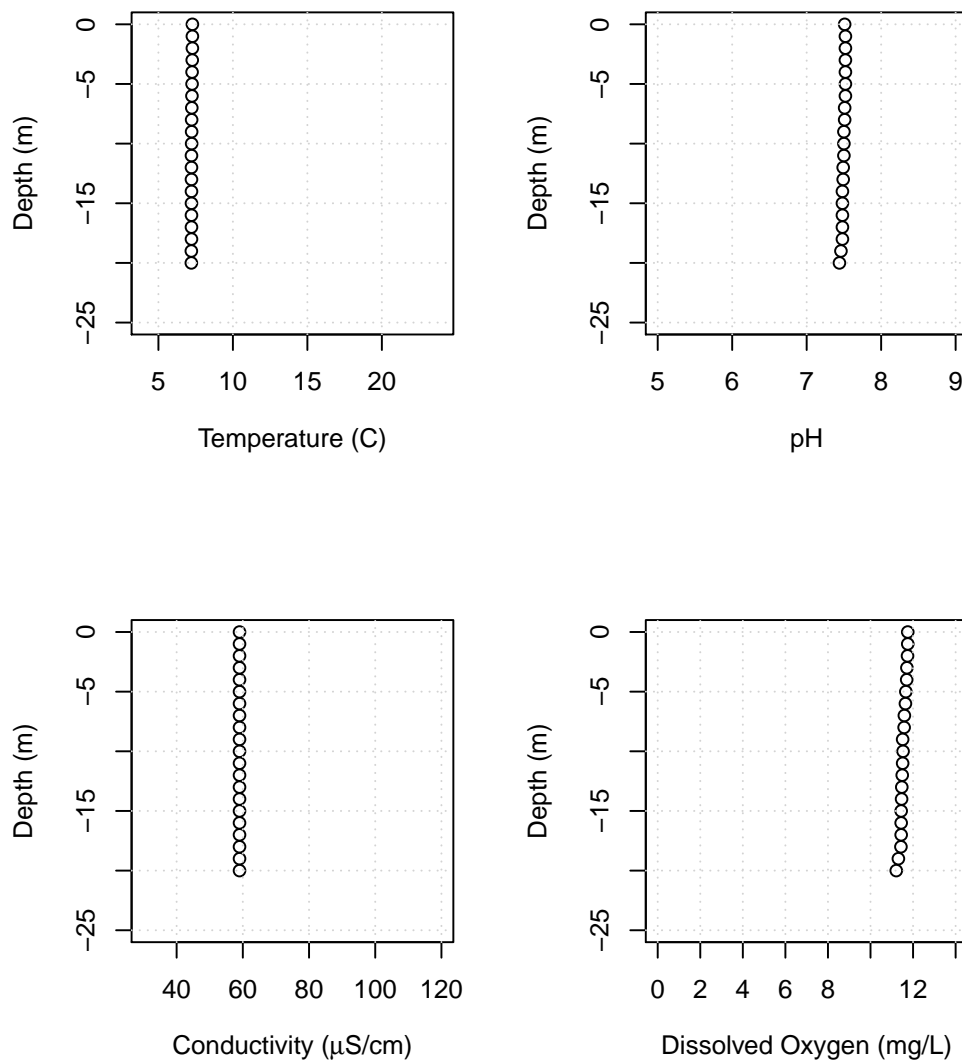 0
−5
−15
−25
Depth (m)
5 10 15 20
Temperature (C)
0
−5
−15
−25
Depth (m)
5 6 7 8 9
pH
0
−5
−15
−25
Depth (m)
40 60 80 100 120
Conductivity (µS/cm)
0
−5
−15
−25
Depth (m)
0 2 4 6 8 12
Dissolved Oxygen (mg/L)